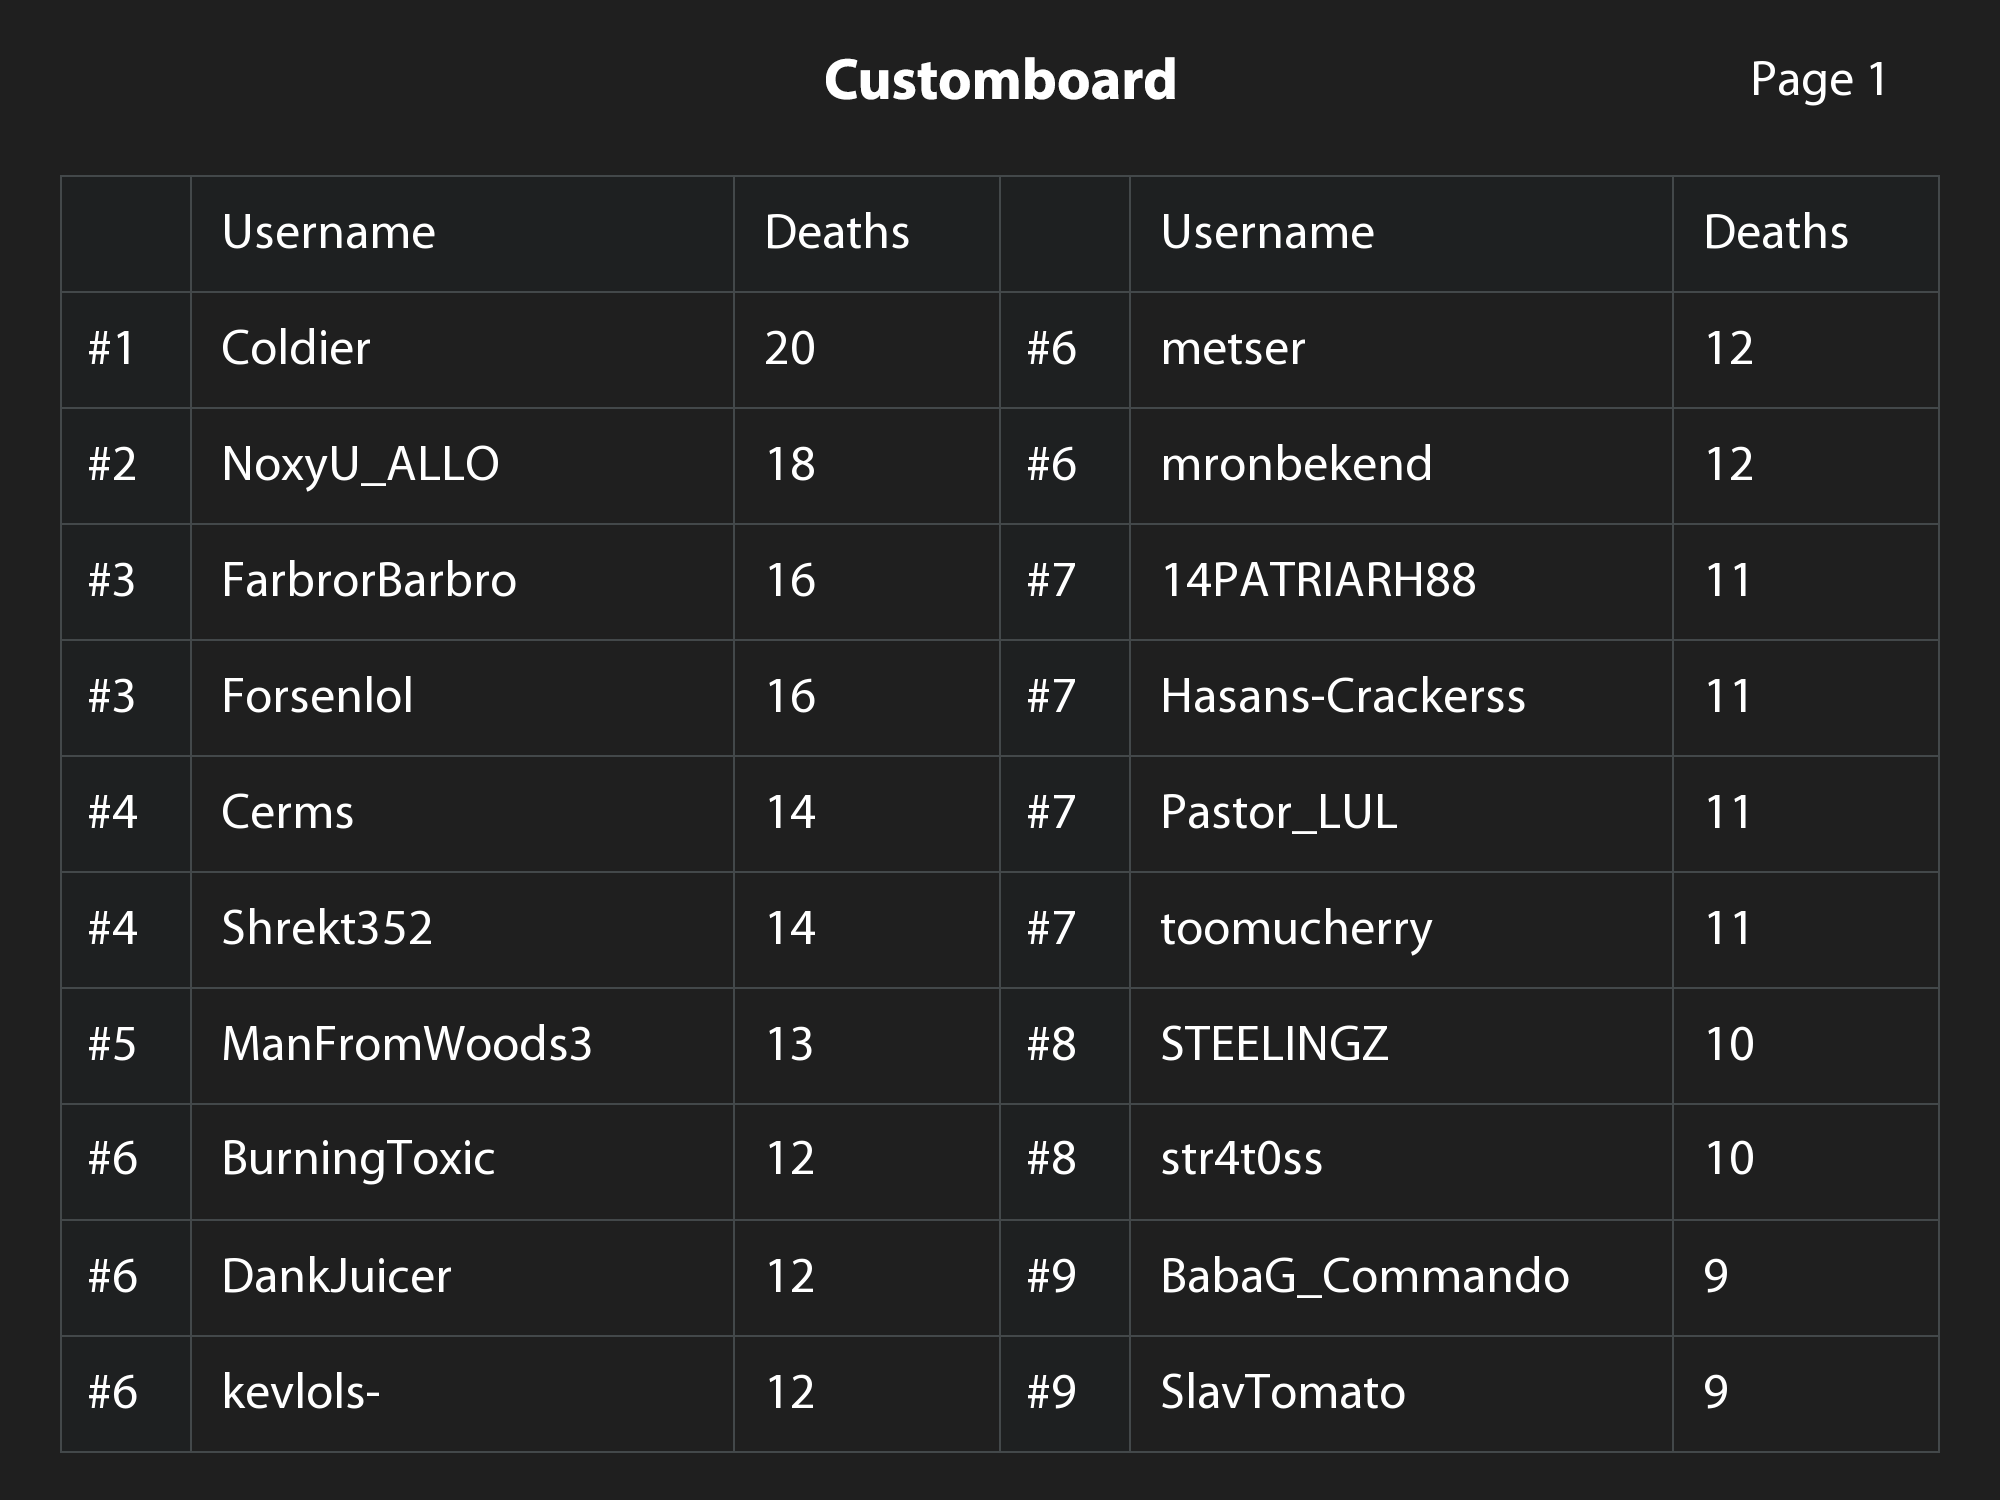 Customboard
Page 1
Username Deaths Username Deaths
#1 Coldier 20 #6 metser 12
#2 NoxyU_ALLO 18 #6 mronbekend 12
#3 FarbrorBarbro 16 #7 14PATRIARH88 11
#3 Forsenlol 16 #7 Hasans-Crackerss 11
#4 Cerms 14 #7 Pastor_LUL 11
#4 Shrekt352 14 #7 toomucherry 11
#5 ManFromWoods3 13 #8 STEELINGZ 10
#6 BurningToxic 12 #8 str4t0ss 10
#6 DankJuicer 12 #9 BabaG_Commando 9
#6 kevlols- 12 #9 SlavTomato 9